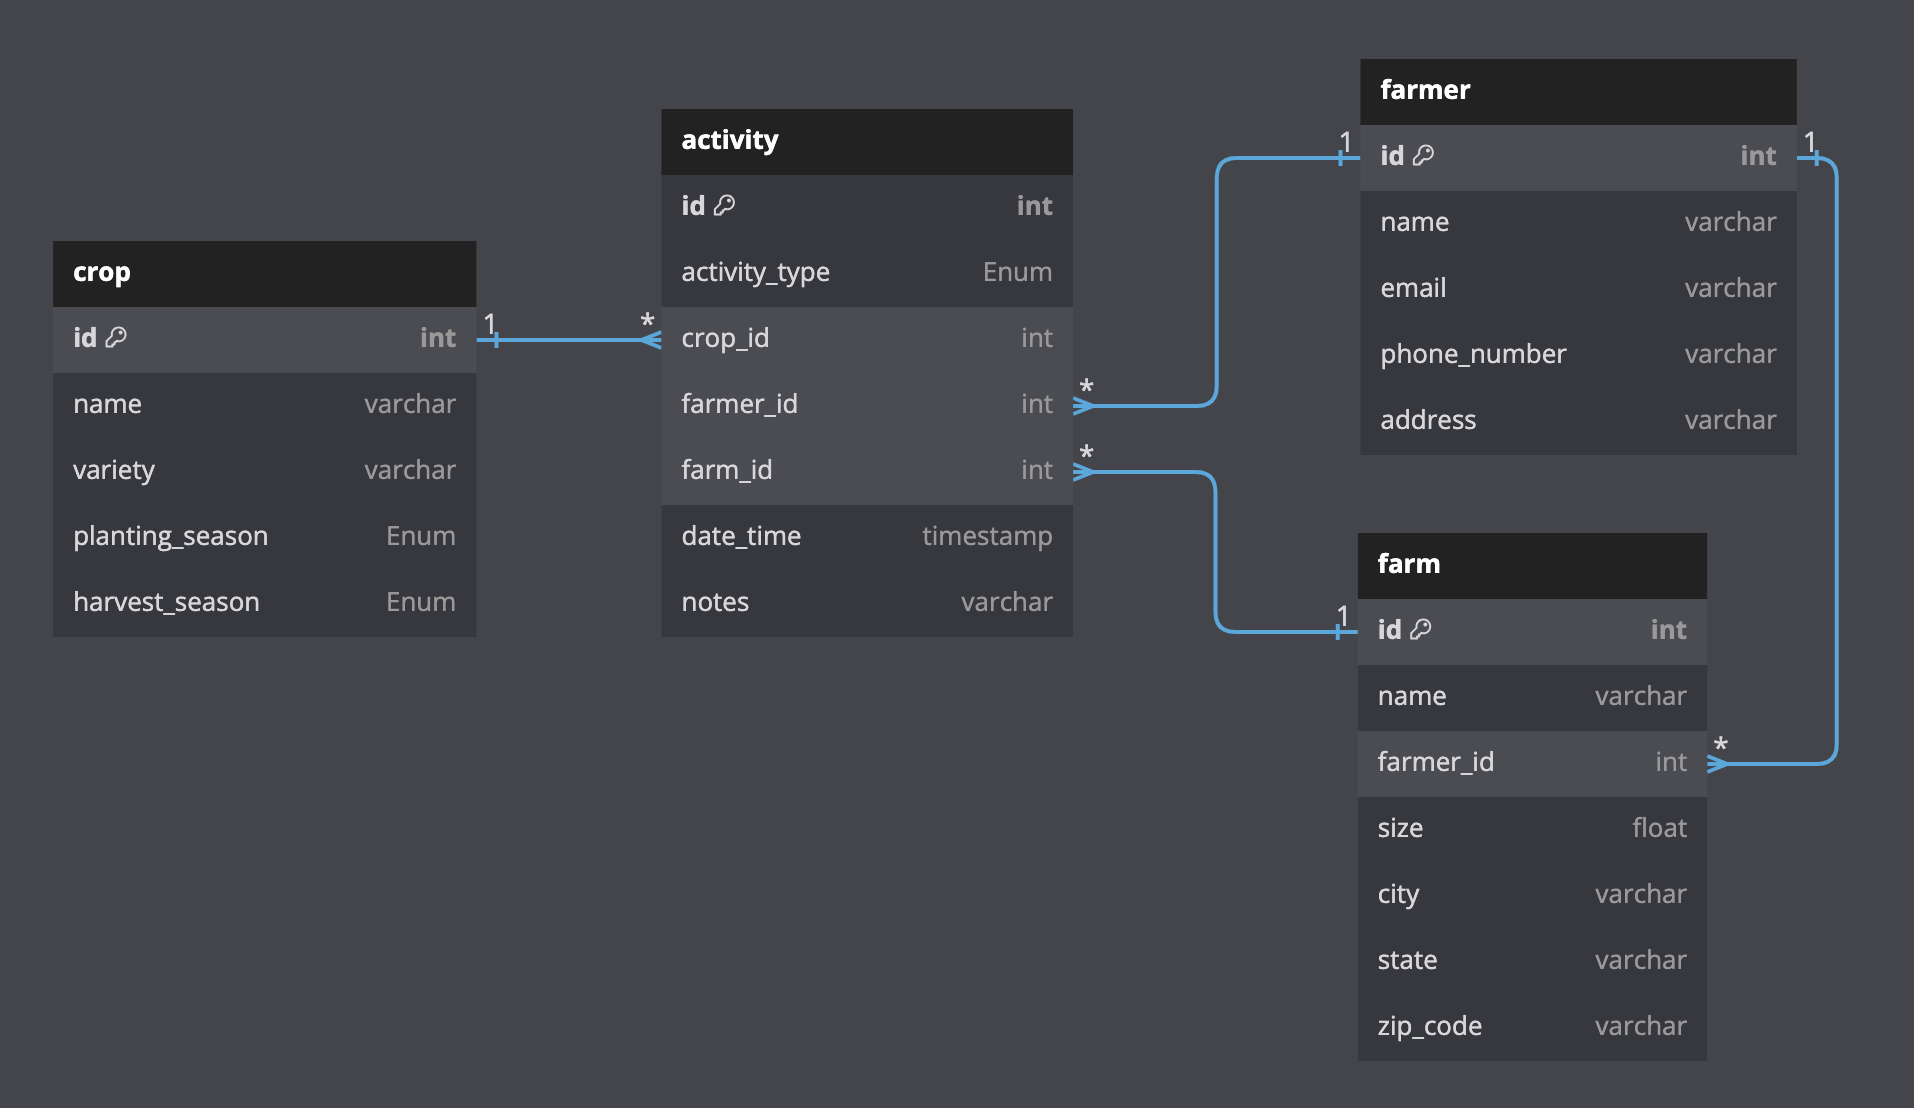 crop
id int
name varchar
variety varchar
planting_season Enum
harvest_season Enum
1 *
activity
id int
activity_type Enum
crop_id int
farmer_id int
farm_id int
date_time timestamp
notes varchar
* 1
* 1
farmer
id int
name varchar
email varchar
phone_number varchar
address varchar
1
farm
id int
name varchar
farmer_id int
size float
city varchar
state varchar
zip_code varchar
*